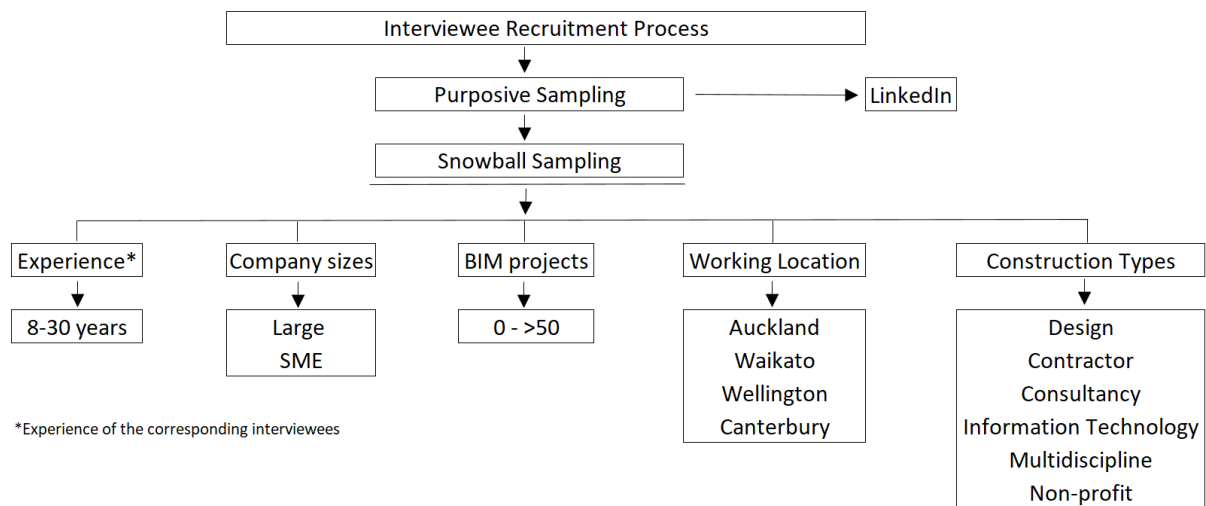 Interviewee Recruitment Process
Purposive Sampling
LinkedIn
Snowball Sampling
Experience*
Company sizes
BIM projects
Working Location
Construction Types
8-30 years
Large
SME
0 - >50
Auckland
Waikato
Wellington
Canterbury
Design
Contractor
Consultancy
Information Technology
Multidiscipline
Non-profit
*Experience of the corresponding interviewees